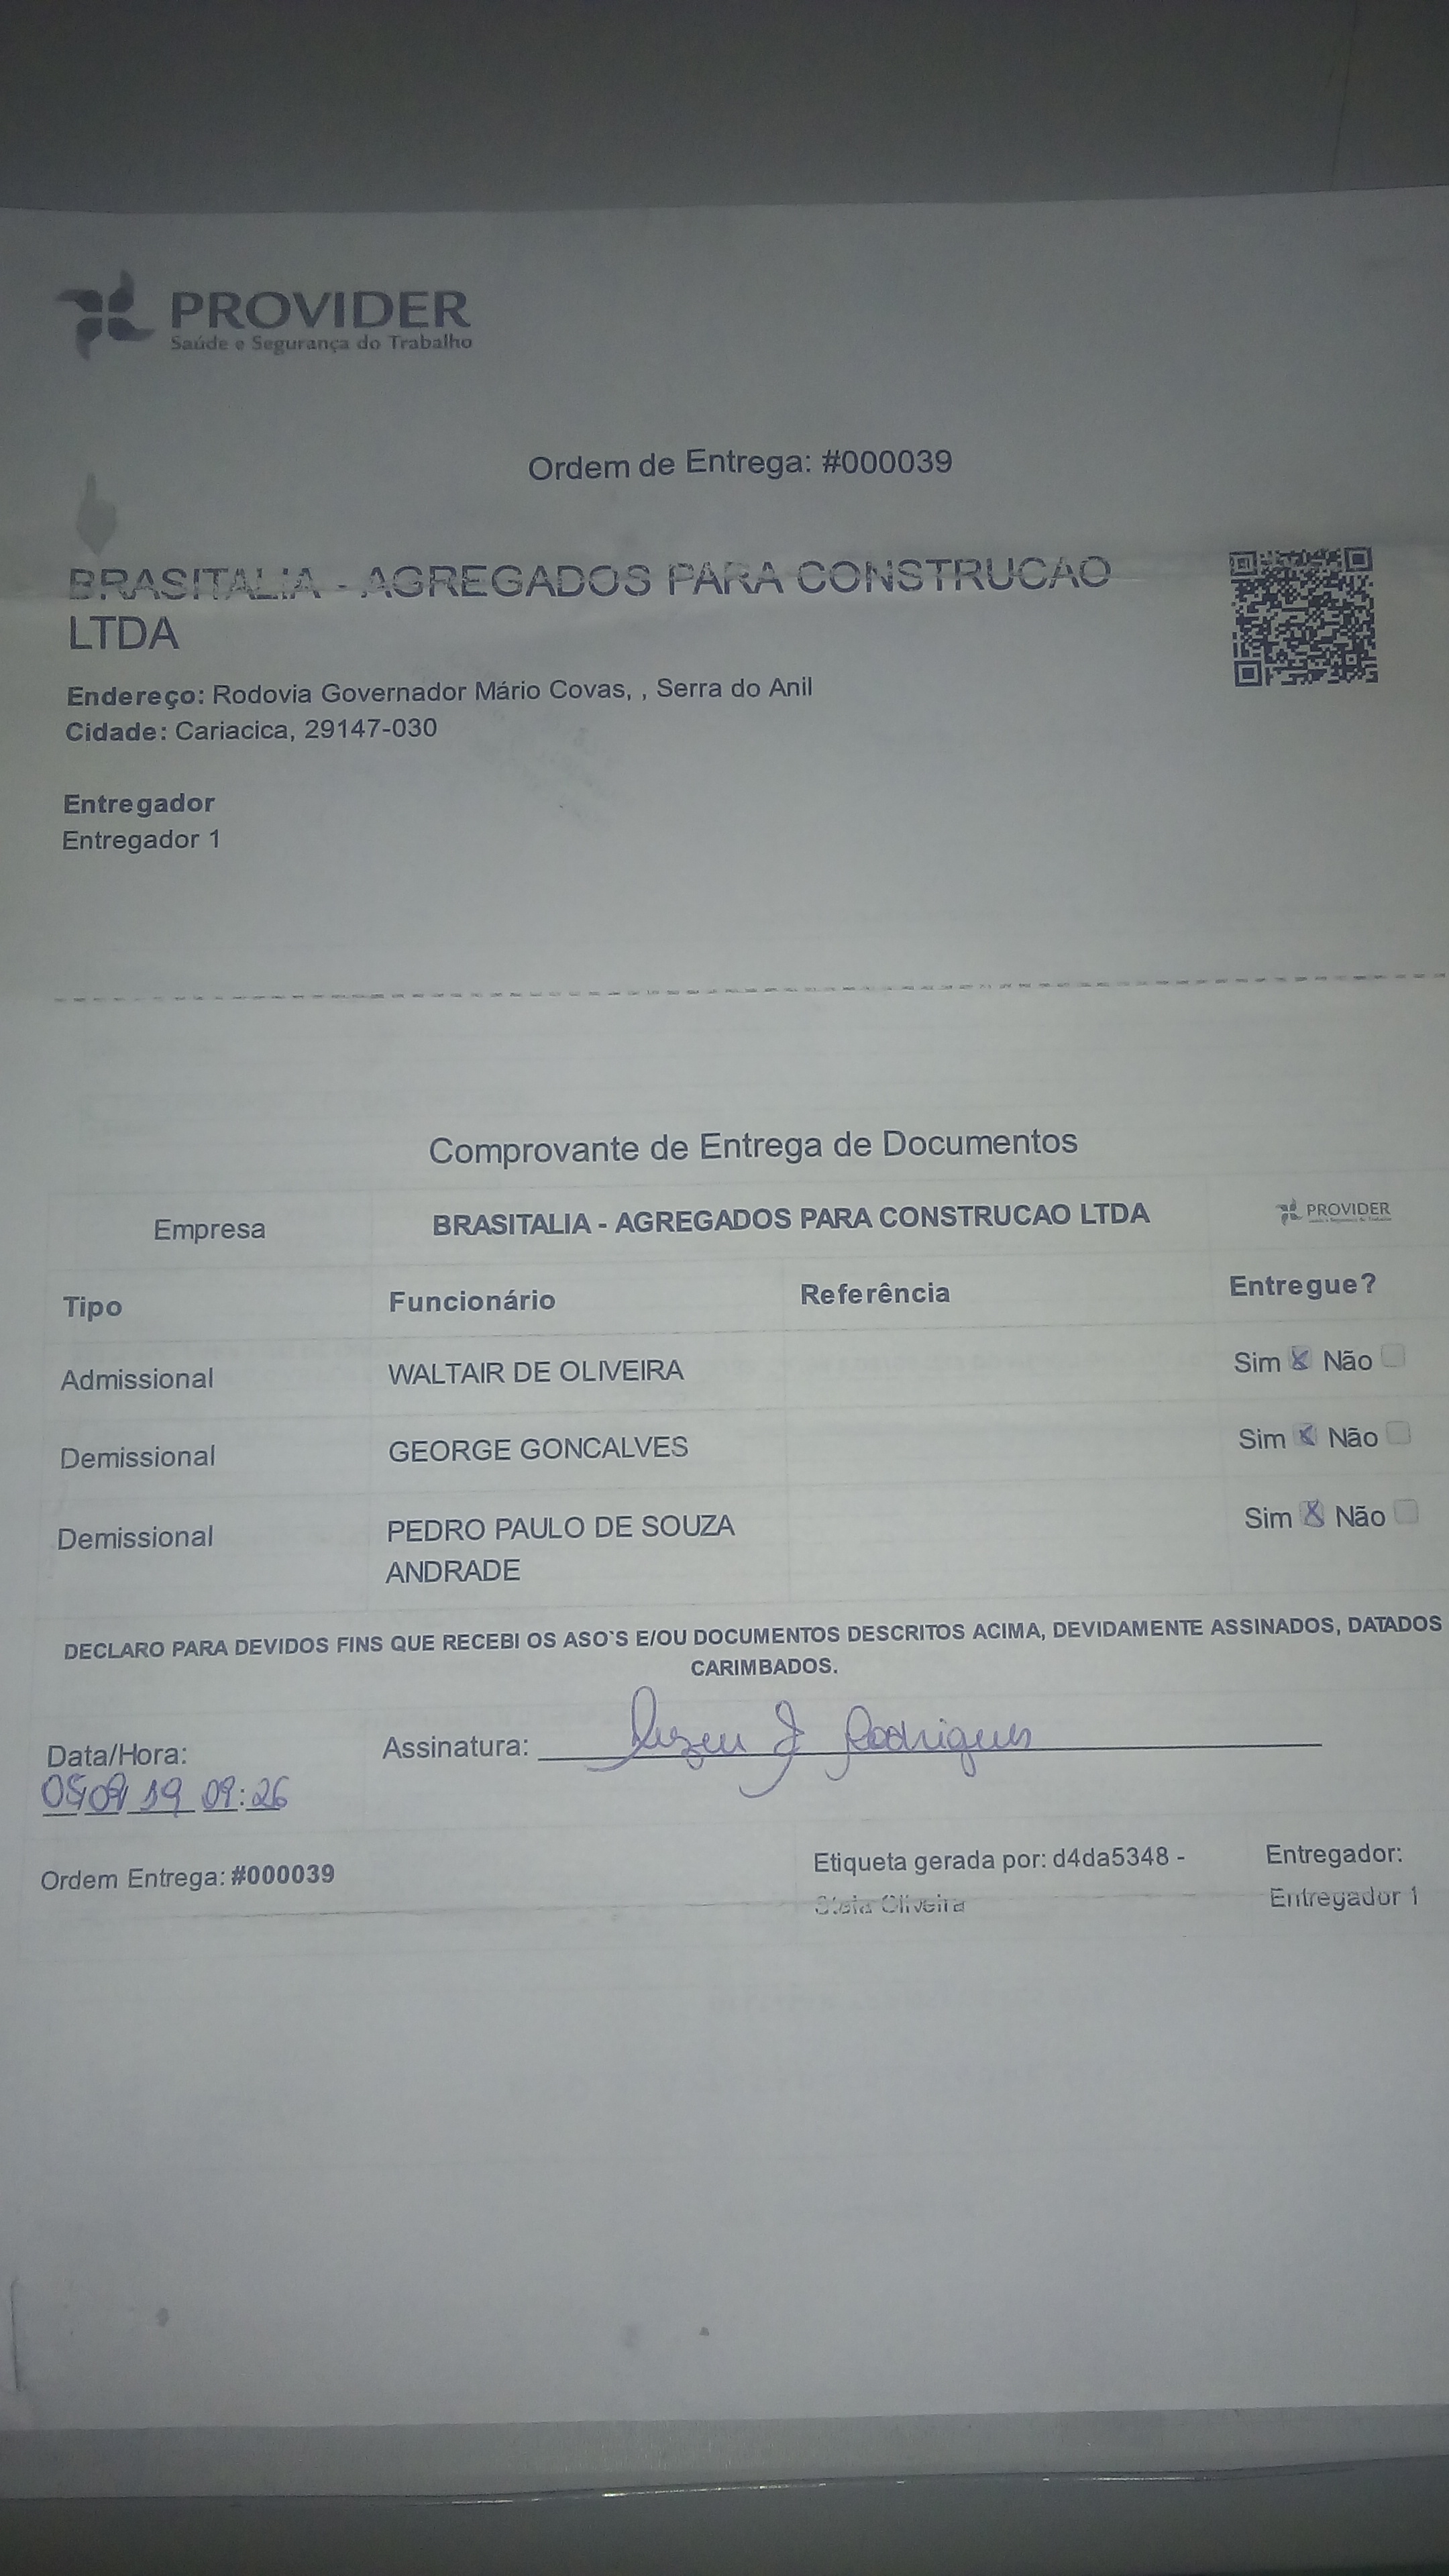 PROVIDER
Saúde e Segurança do Trabalho
Ordem de Entrega: #000039
BRASITALIA - AGREGADOS PARA CONSTRUCAO
LTDA
Endereço: Rodovia Governador Mário Covas, , Serra do Anil
Cidade: Cariacica, 29147-030
Entregador
Entregador 1
Comprovante de Entrega de Documentos
Empresa BRASITALIA - AGREGADOS PARA CONSTRUCAO LTDA PROVIDER
Tipo Funcionário Referência Entregue?
Admissional WALTAIR DE OLIVEIRA Sim Não
Demissional GEORGE GONCALVES Sim Não
Demissional PEDRO PAULO DE SOUZA Sim Não
ANDRADE
DECLARO PARA DEVIDOS FINS QUE RECEBI OS ASO`S E/OU DOCUMENTOS DESCRITOS ACIMA, DEVIDAMENTE ASSINADOS, DATADOS
CARIMBADOS.
Data/Hora: Assinatura: Rodrigues
19 09:26
Ordem Entrega: #000039 Etiqueta gerada por: d4da5348 - Entregador:
Oliveira Entregador 1